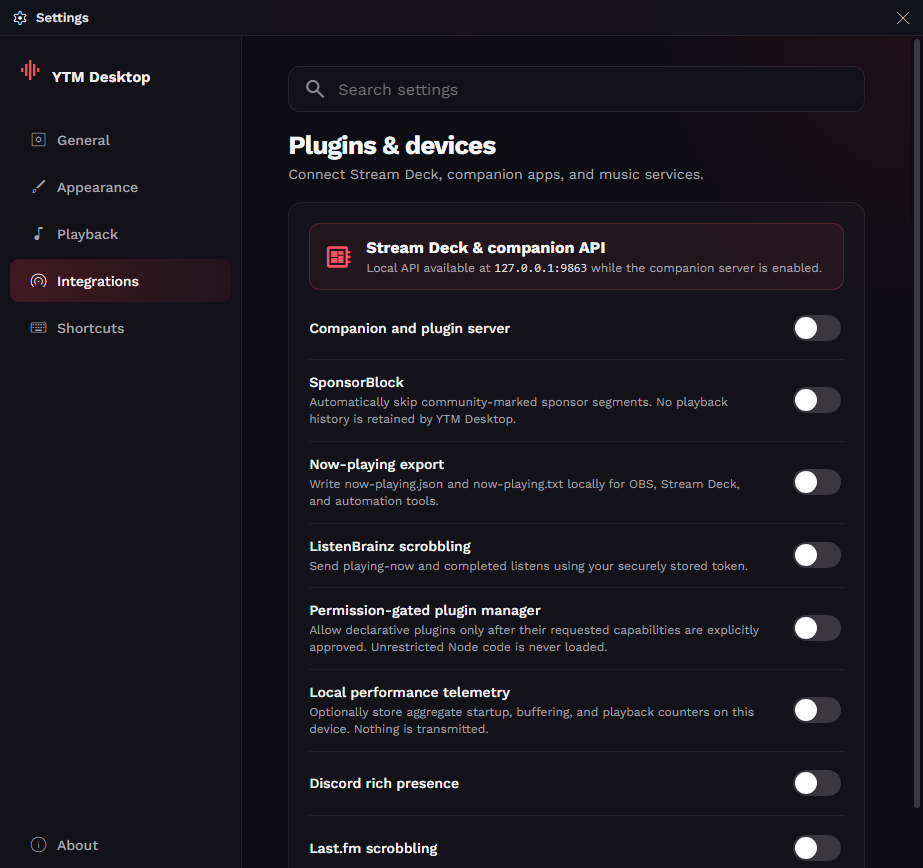 Settings
YTM Desktop
General
Appearance
Playback
Integrations
Shortcuts
About
Search settings
Plugins & devices
Connect Stream Deck, companion apps, and music services.
Stream Deck & companion API
Local API available at 127.0.0.1:9863 while the companion server is enabled.
Companion and plugin server
SponsorBlock
Automatically skip community-marked sponsor segments. No playback
history is retained by YTM Desktop.
Now-playing export
Write now-playing.json and now-playing.txt locally for OBS, Stream Deck,
and automation tools.
ListenBrainz scrobbling
Send playing-now and completed listens using your securely stored token.
Permission-gated plugin manager
Allow declarative plugins only after their requested capabilities are explicitly
approved. Unrestricted Node code is never loaded.
Local performance telemetry
Optionally store aggregate startup, buffering, and playback counters on this
device. Nothing is transmitted.
Discord rich presence
Last.fm scrobbling